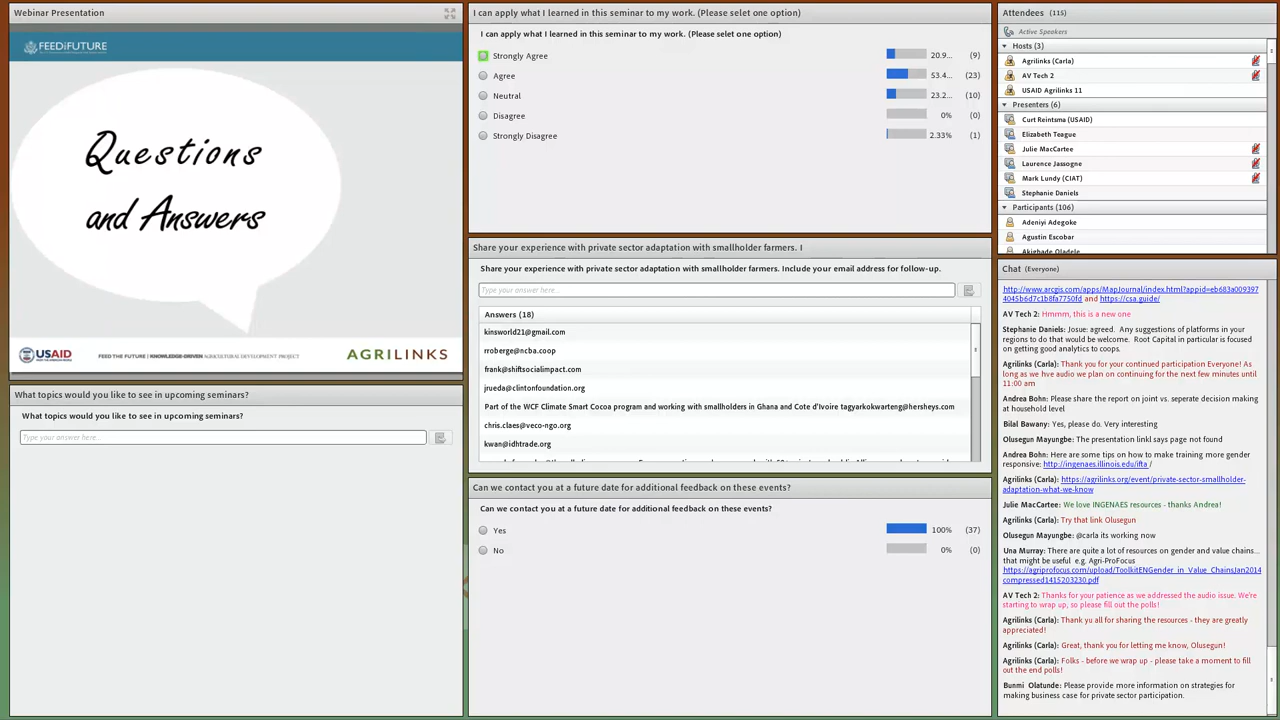 Webinar Presentation
FEEDIFUTURE
Questions
and Answers
USAID
FEED THE FUTURE | KNOWLEDGE-DRIVEN AGRICULTURAL DEVELOPMENT PROJECT
AGRILINKS
What topics would you like to see in upcoming seminars?
What topics would you like to see in upcoming seminars?
Type your answer here...
I can apply what I learned in this seminar to my work. (Please selet one option)
I can apply what I learned in this seminar to my work. (Please selet one option)
Strongly Agree 20.9... (9)
Agree 53.4... (23)
Neutral 23.2... (10)
Disagree 0% (0)
Strongly Disagree 2.33% (1)
Share your experience with private sector adaptation with smallholder farmers. I
Share your experience with private sector adaptation with smallholder farmers. Include your email address for follow-up.
Type your answer here...
Answers (18)
kinsworld21@gmail.com
rroberge@ncba.coop
frank@shiftsocialimpact.com
jrueda@clintonfoundation.org
Part of the WCF Climate Smart Cocoa program and working with smallholders in Ghana and Cote d'Ivoire tagyarkokwarteng@hersheys.com
chris.claes@veco-ngo.org
kwan@idhtrade.org
Can we contact you at a future date for additional feedback on these events?
Can we contact you at a future date for additional feedback on these events?
Yes 100% (37)
No 0% (0)
Attendees (115)
Active Speakers
Hosts (3)
Agrilinks (Carla)
AV Tech 2
USAID Agrilinks 11
Presenters (6)
Curt Reintsma (USAID)
Elizabeth Teague
Julie MacCartee
Laurence Jassogne
Mark Lundy (CIAT)
Stephanie Daniels
Participants (106)
Adeniyi Adegoke
Agustin Escobar
Akighade Oladele
Chat (Everyone)
http://www.arcgis.com/apps/MapJournal/index.html?appid=eb683a009397
4045b6d7c1b8fa7750fd and https://csa.guide/
AV Tech 2: Hmmm, this is a new one
Stephanie Daniels: Josue: agreed. Any suggestions of platforms in your
regions to do that would be welcome. Root Capital in particular is focused
on getting good analytics to coops.
Agrilinks (Carla): Thank you for your continued participation Everyone! As
long as we hve audio we plan on continuing for the next few minutes until
11:00 am
Andrea Bohn: Please share the report on joint vs. seperate decision making
at household level
Bilal Bawany: Yes, please do. Very interesting
Olusegun Mayungbe: The presentation linkl says page not found
Andrea Bohn: Here are some tips on how to make training more gender
responsive: http://ingenaes.illinois.edu/ifta /
Agrilinks (Carla): https://agrilinks.org/event/private-sector-smallholder-
adaptation-what-we-know
Julie MacCartee: We love INGENAES resources - thanks Andrea!
Agrilinks (Carla): Try that link Olusegun
Olusegun Mayungbe: @carla its working now
Una Murray: There are quite a lot of resources on gender and value chains...
that might be useful e.g. Agri-ProFocus
https://agriprofocus.com/upload/ToolkitENGender_in_Value_ChainsJan2014
compressed1415203230.pdf
AV Tech 2: Thanks for your patience as we addressed the audio issue. We're
starting to wrap up, so please fill out the polls!
Agrilinks (Carla): Thank yu all for sharing the resources - they are greatly
appreciated!
Agrilinks (Carla): Great, thank you for letting me know, Olusegun!
Agrilinks (Carla): Folks - before we wrap up - please take a moment to fill
out the end polls!
Bunmi Olatunde: Please provide more information on strategies for
making business case for private sector participation.